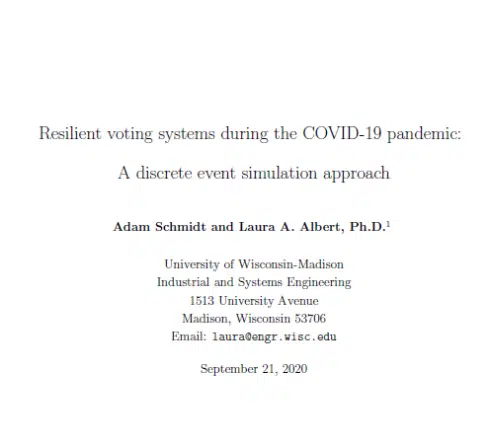 Resilient voting systems during the COVID-19 pandemic:
A discrete event simulation approach
Adam Schmidt and Laura A. Albert, Ph.D.¹
University of Wisconsin-Madison
Industrial and Systems Engineering
1513 University Avenue
Madison, Wisconsin 53706
Email: laura@engr.wisc.edu
September 21, 2020